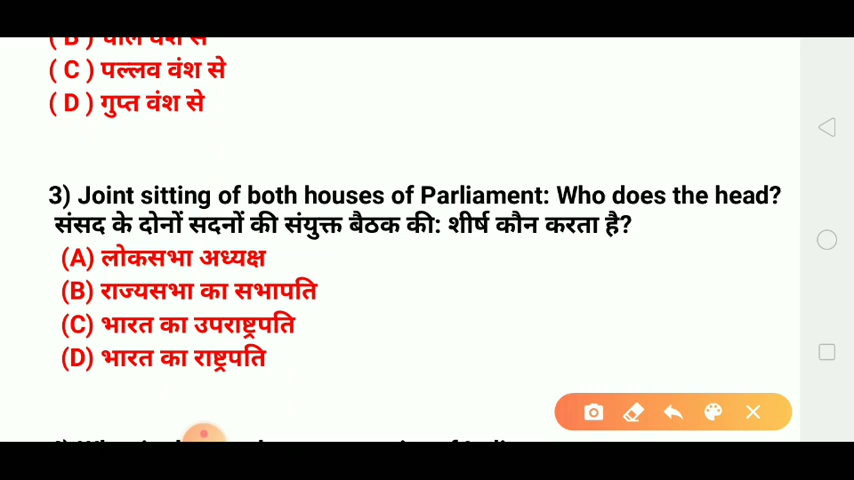 ( C ) पल्लव वंश से
( D ) गुप्त वंश से
3) Joint sitting of both houses of Parliament: Who does the head?
संसद के दोनों सदनों की संयुक्त बैठक की: शीर्ष कौन करता है?
(A) लोकसभा अध्यक्ष
(B) राज्यसभा का सभापति
(C) भारत का उपराष्ट्रपति
(D) भारत का राष्ट्रपति